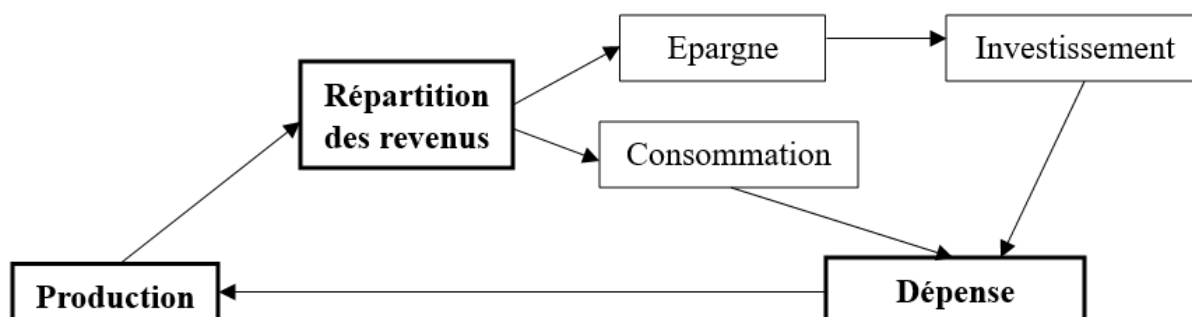 Epargne
Investissement
Répartition
des revenus
Consommation
Production
Dépense